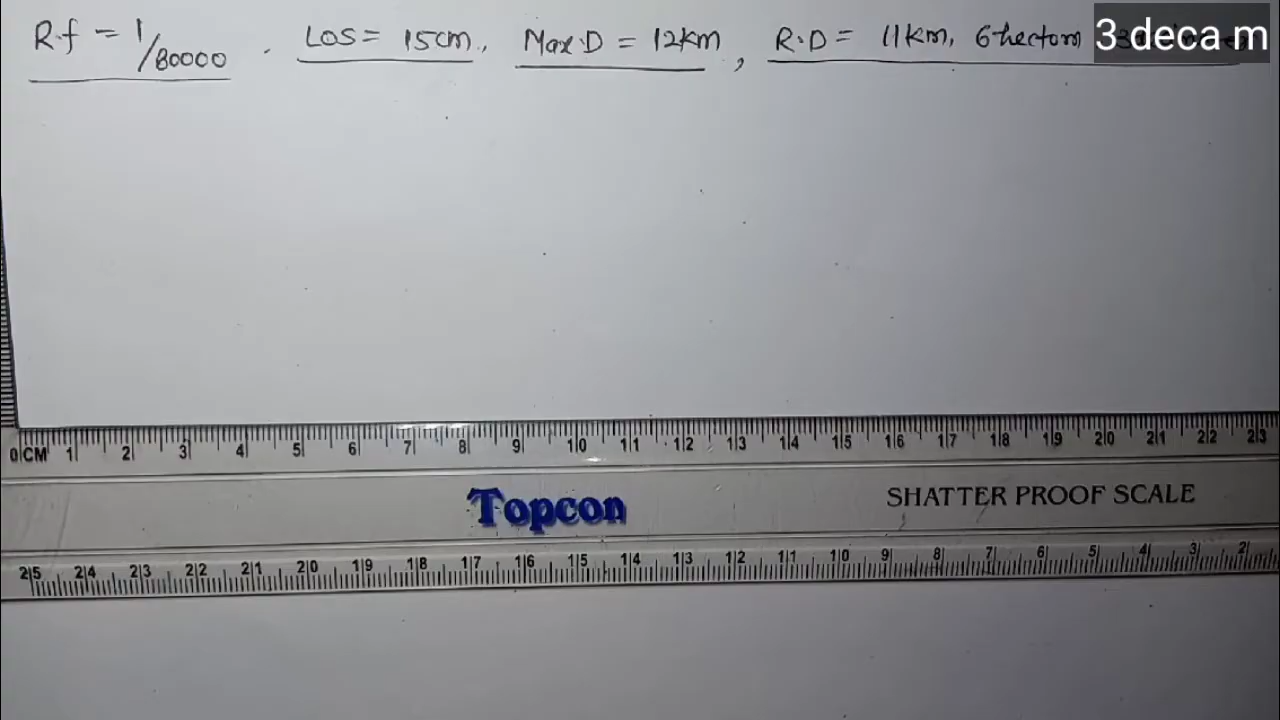 R.f = 1/80000 . LOS = 15cm., Max.D = 12km, R.D = 11km, 6-hectom 3 deca m
0 CM 1 2 3 4 5 6 7 8 9 10 11 12 13 14 15 16 17 18 19 20 21 22 23
Topcon SHATTER PROOF SCALE
25 24 23 22 21 20 19 18 17 16 15 14 13 12 11 10 9 8 7 6 5 4 3 2